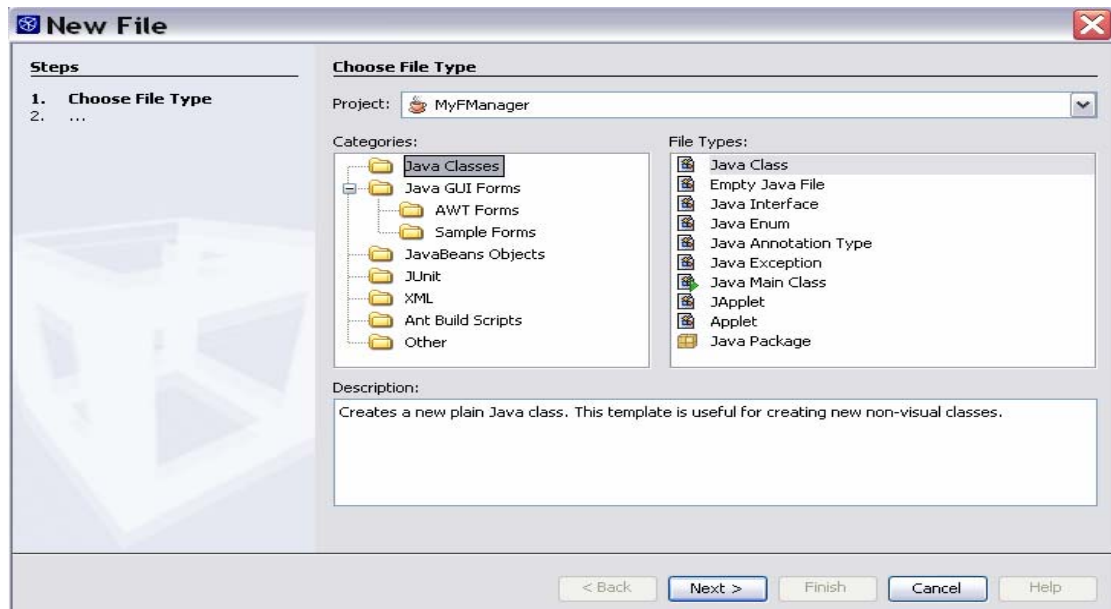 New File
Steps
1. Choose File Type
2. ...
Choose File Type
Project: MyFManager
Categories:
Java Classes
Java GUI Forms
AWT Forms
Sample Forms
JavaBeans Objects
JUnit
XML
Ant Build Scripts
Other
File Types:
Java Class
Empty Java File
Java Interface
Java Enum
Java Annotation Type
Java Exception
Java Main Class
JApplet
Applet
Java Package
Description:
Creates a new plain Java class. This template is useful for creating new non-visual classes.
< Back Next > Finish Cancel Help